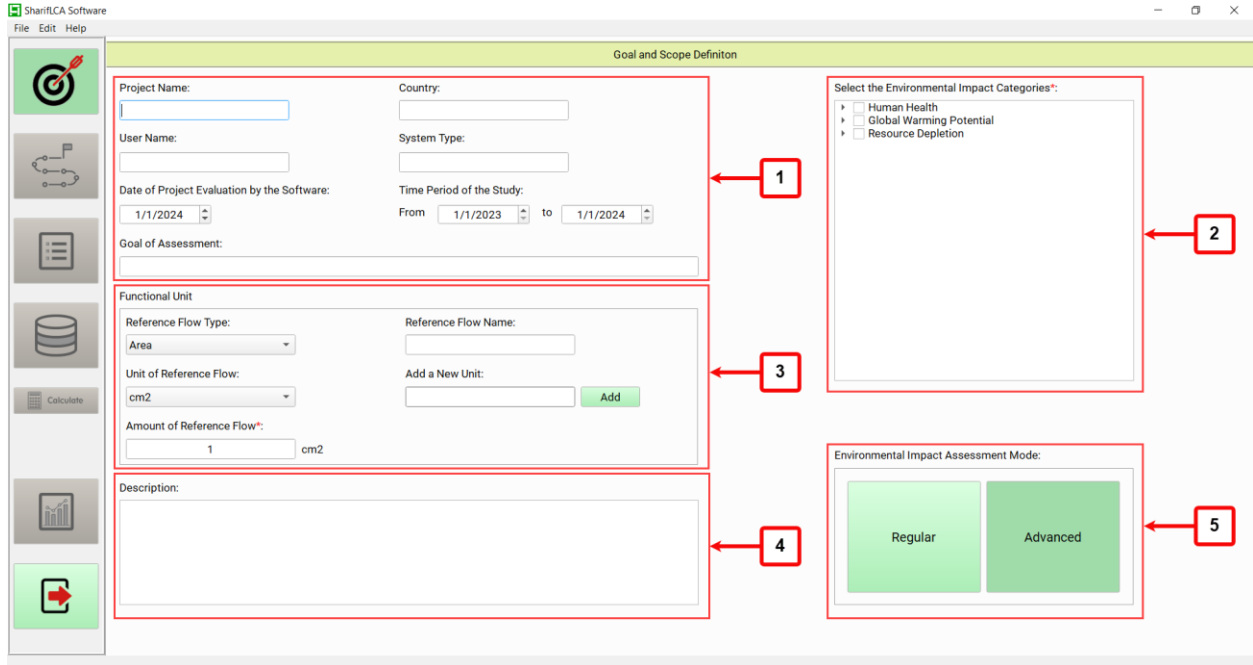 SharifLCA Software
File Edit Help
Goal and Scope Definiton
Project Name:
Country:
User Name:
System Type:
Date of Project Evaluation by the Software:
Time Period of the Study:
1/1/2024
From 1/1/2023 to 1/1/2024
Goal of Assessment:
1
Select the Environmental Impact Categories*:
Human Health
Global Warming Potential
Resource Depletion
2
Functional Unit
Reference Flow Type:
Reference Flow Name:
Area
Unit of Reference Flow:
Add a New Unit:
cm2
Add
Amount of Reference Flow*:
1 cm2
3
Calculate
Description:
4
Environmental Impact Assessment Mode:
Regular
Advanced
5